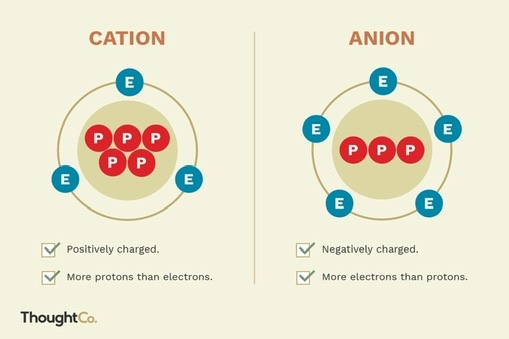 CATION
E
P P P
P P
E E
Positively charged.
More protons than electrons.
ANION
E
E E
P P P
E E
Negatively charged.
More electrons than protons.
ThoughtCo.